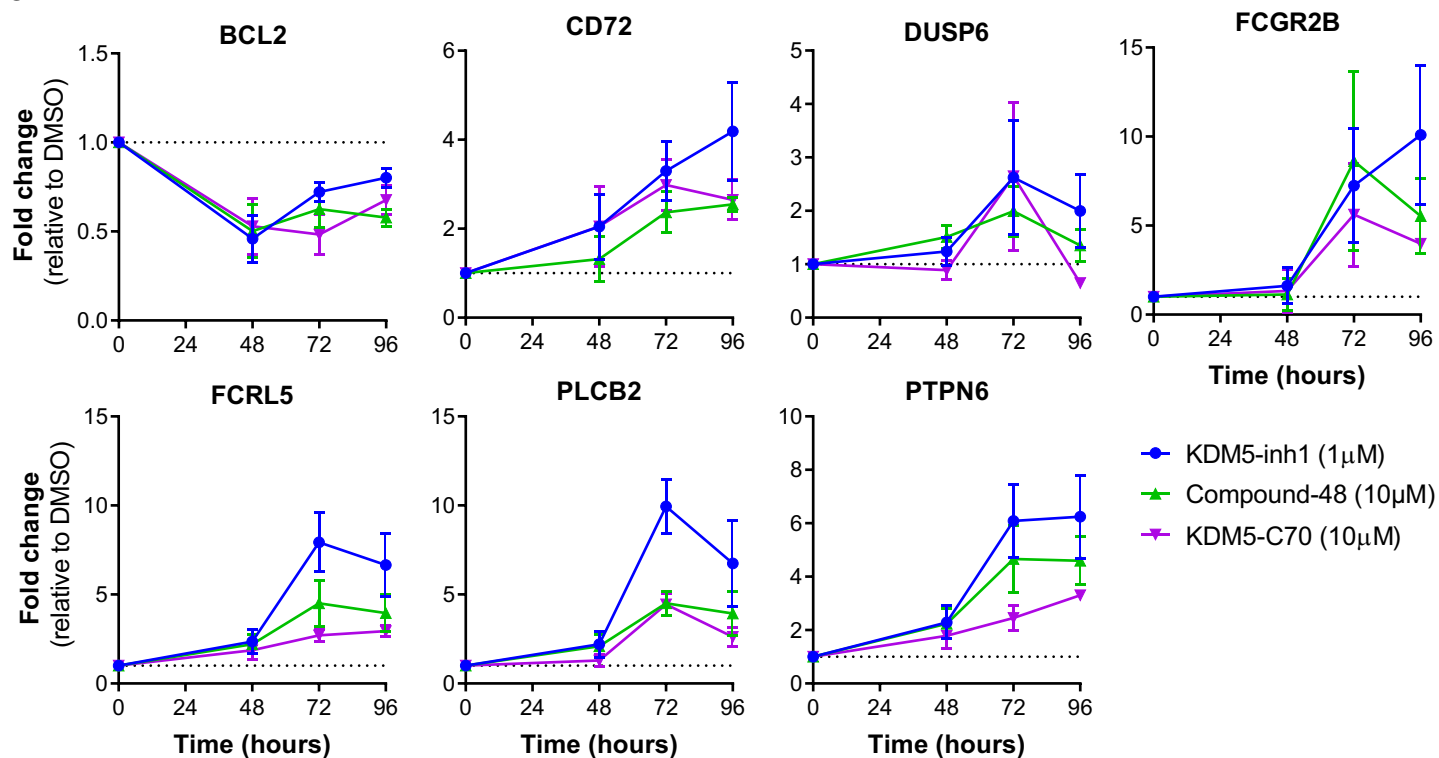 BCL2
CD72
DUSP6
FCGR2B
Fold change
(relative to DMSO)
1.5
1.0
0.5
0.0
0 24 48 72 96
6
4
2
0
0 24 48 72 96
5
4
3
2
1
0
0 24 48 72 96
15
10
5
0
0 24 48 72 96
Time (hours)
FCRL5
PLCB2
PTPN6
Fold change
(relative to DMSO)
15
10
5
0
0 24 48 72 96
Time (hours)
15
10
5
0
0 24 48 72 96
Time (hours)
10
8
6
4
2
0
0 24 48 72 96
Time (hours)
KDM5-inh1 (1μM)
Compound-48 (10μM)
KDM5-C70 (10μM)